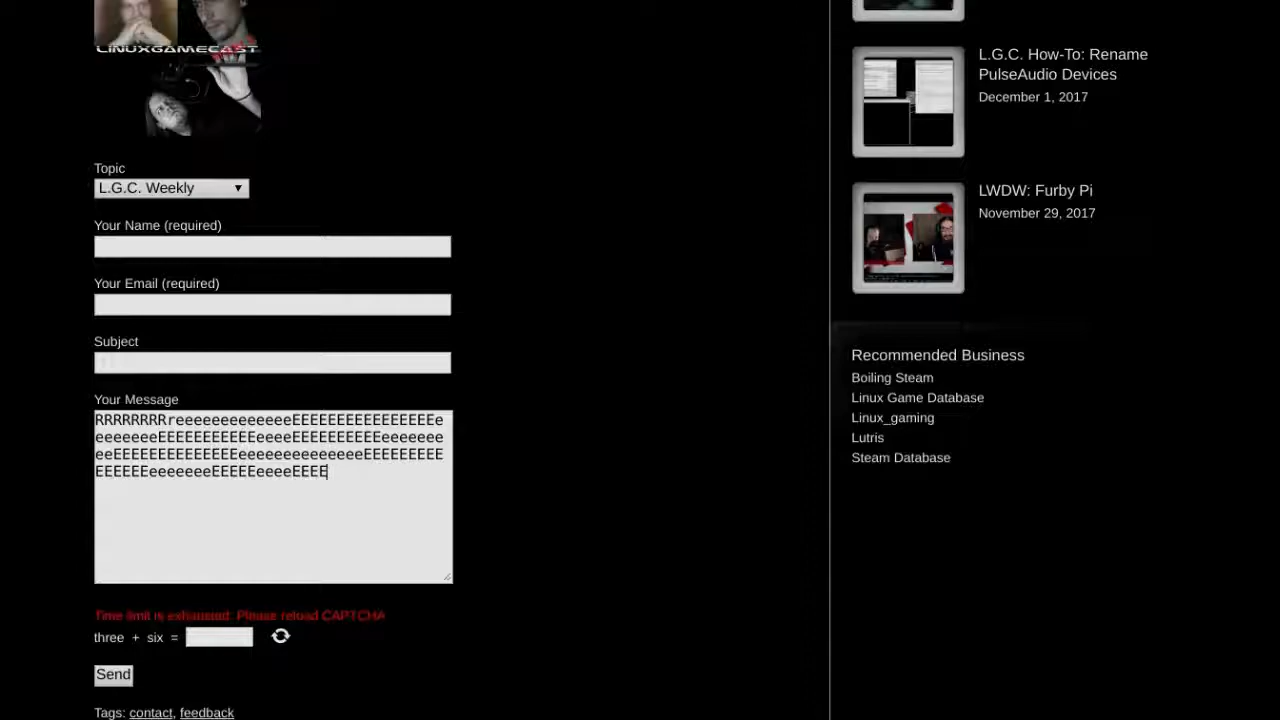 LINUXGAMECAST
Topic
L.G.C. Weekly
Your Name (required)
Your Email (required)
Subject
Your Message
RRRRRRRRreeeeeeeeeeeeeEEEEEEEEEEEEEEEEe
eeeeeeeEEEEEEEEEEEeeeeEEEEEEEEEEeeeeeee
eeEEEEEEEEEEEEEEeeeeeeeeeeeeeeEEEEEEEEE
EEEEEEeeeeeeeEEEEEeeeeEEEE
Time limit is exhausted. Please reload CAPTCHA
three + six =
Send
Tags: contact, feedback
L.G.C. How-To: Rename
PulseAudio Devices
December 1, 2017
LWDW: Furby Pi
November 29, 2017
Recommended Business
Boiling Steam
Linux Game Database
Linux_gaming
Lutris
Steam Database